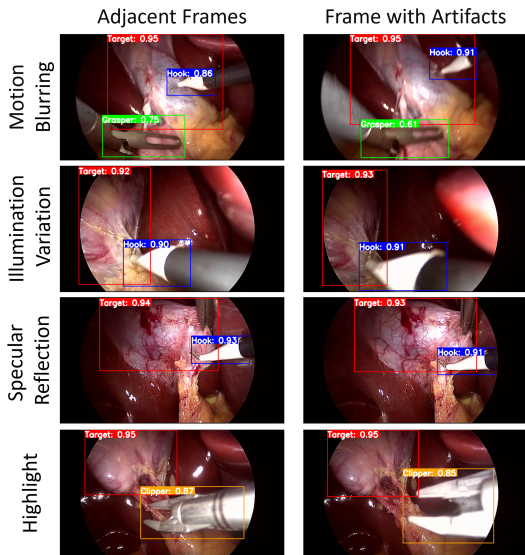 Adjacent Frames
Frame with Artifacts
Motion
Blurring
Target: 0.95
Hook: 0.86
Grasper: 0.75
Target: 0.95
Hook: 0.91
Grasper: 0.61
Illumination
Variation
Target: 0.92
Hook: 0.90
Target: 0.93
Hook: 0.91
Specular
Reflection
Target: 0.94
Hook: 0.93
Target: 0.93
Hook: 0.91
Highlight
Target: 0.95
Clipper: 0.87
Target: 0.95
Clipper: 0.85